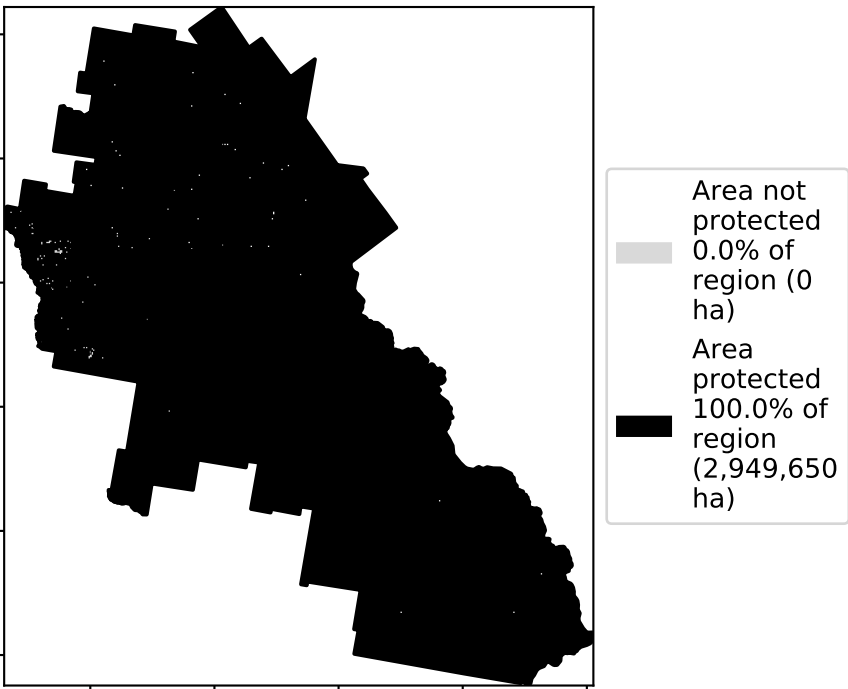 Area not
protected
0.0% of
region (0
ha)
Area
protected
100.0% of
region
(2,949,650
ha)